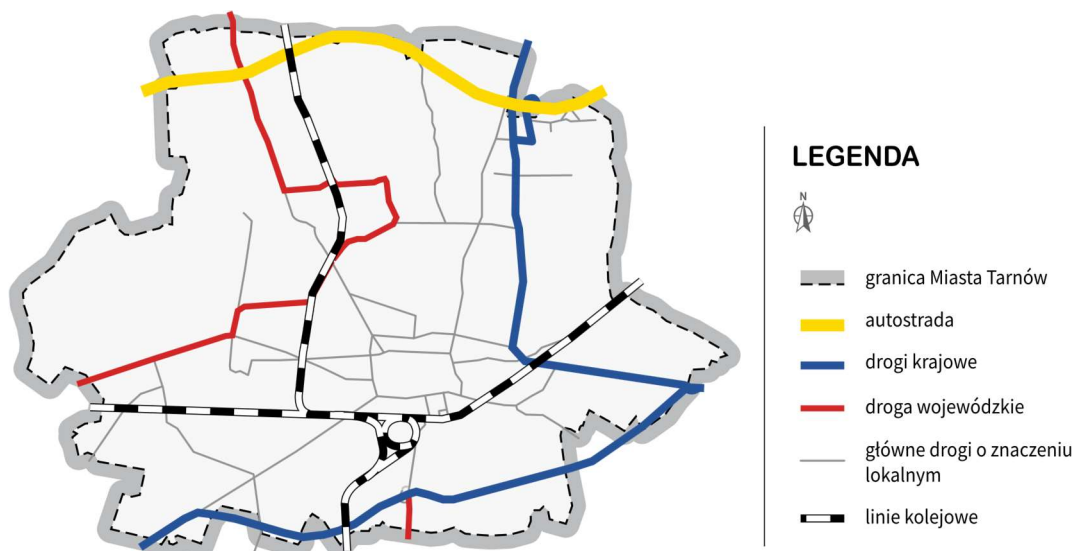 LEGENDA
N
granica Miasta Tarnów
autostrada
drogi krajowe
droga wojewódzkie
główne drogi o znaczeniu
lokalnym
linie kolejowe